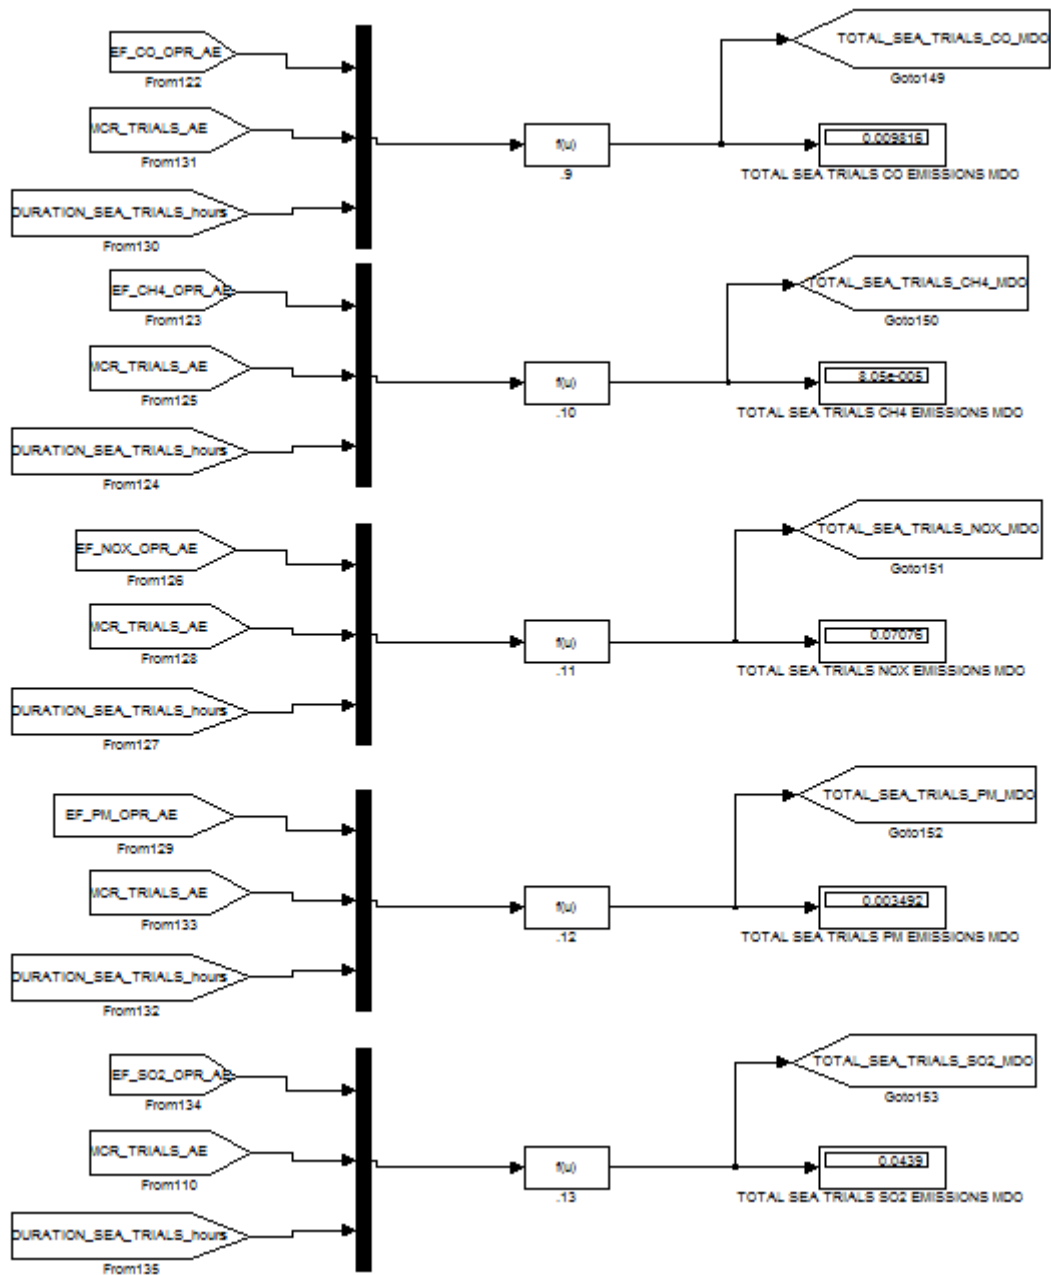 EF_CO_OPR_AE
From122
MCR_TRIALS_AE
From131
DURATION_SEA_TRIALS_hours
From130
f(u)
.9
TOTAL_SEA_TRIALS_CO_MDO
Goto149
0.009816
TOTAL SEA TRIALS CO EMISSIONS MDO
EF_CH4_OPR_AE
From123
MCR_TRIALS_AE
From125
DURATION_SEA_TRIALS_hours
From124
f(u)
.10
TOTAL_SEA_TRIALS_CH4_MDO
Goto150
8.05e-005
TOTAL SEA TRIALS CH4 EMISSIONS MDO
EF_NOX_OPR_AE
From126
MCR_TRIALS_AE
From128
DURATION_SEA_TRIALS_hours
From127
f(u)
.11
TOTAL_SEA_TRIALS_NOX_MDO
Goto151
0.07076
TOTAL SEA TRIALS NOX EMISSIONS MDO
EF_PM_OPR_AE
From129
MCR_TRIALS_AE
From133
DURATION_SEA_TRIALS_hours
From132
f(u)
.12
TOTAL_SEA_TRIALS_PM_MDO
Goto152
0.003492
TOTAL SEA TRIALS PM EMISSIONS MDO
EF_SO2_OPR_AE
From134
MCR_TRIALS_AE
From110
DURATION_SEA_TRIALS_hours
From135
f(u)
.13
TOTAL_SEA_TRIALS_SO2_MDO
Goto153
0.0439
TOTAL SEA TRIALS SO2 EMISSIONS MDO